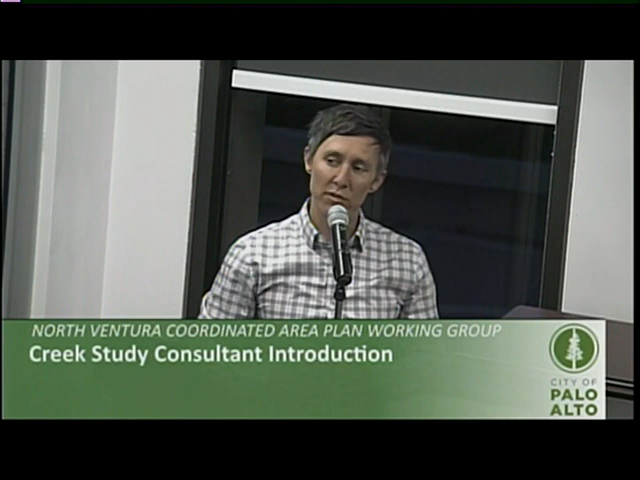 NORTH VENTURA COORDINATED AREA PLAN WORKING GROUP
Creek Study Consultant Introduction
CITY OF
PALO
ALTO